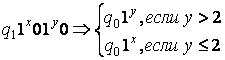 q₁1ˣ01ʸ0 ⇒ { q₀1ʸ, если y > 2
q₀1ˣ, если y ≤ 2